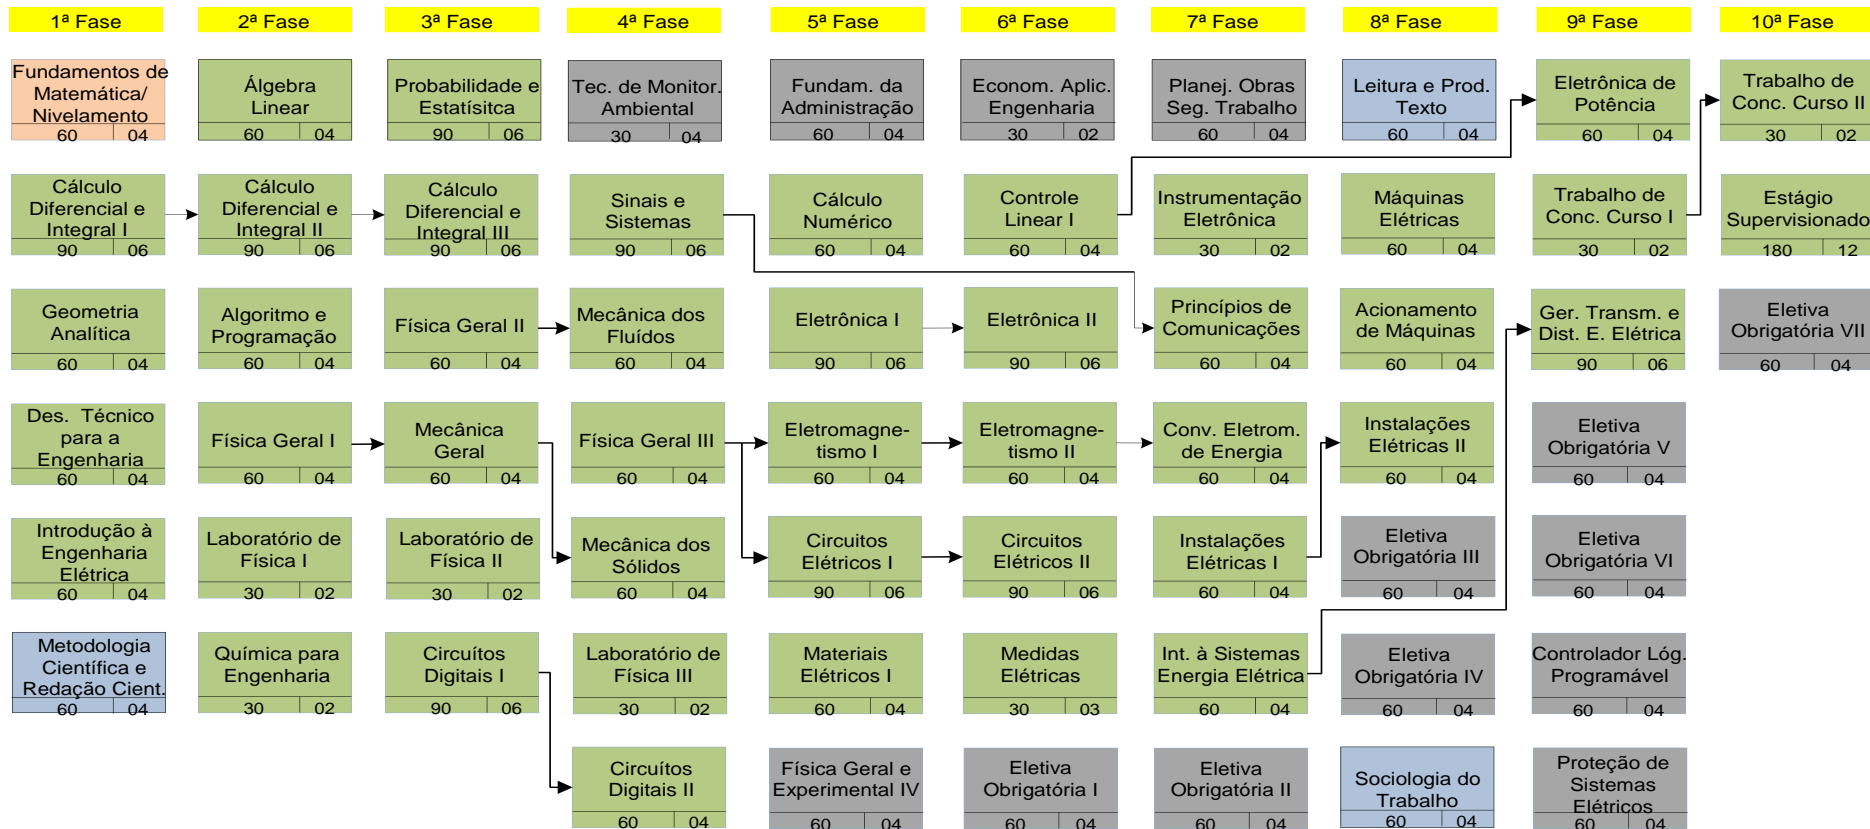 1ª Fase
2ª Fase
3ª Fase
4ª Fase
5ª Fase
6ª Fase
7ª Fase
8ª Fase
9ª Fase
10ª Fase
Fundamentos de
Matemática/
Nivelamento
60 04
Álgebra
Linear
60 04
Probabilidade e
Estatísitca
90 06
Tec. de Monitor.
Ambiental
30 04
Fundam. da
Administração
60 04
Econom. Aplic.
Engenharia
30 02
Planej. Obras
Seg. Trabalho
60 04
Leitura e Prod.
Texto
60 04
Eletrônica de
Potência
60 04
Trabalho de
Conc. Curso II
30 02
Cálculo
Diferencial e
Integral I
90 06
Cálculo
Diferencial e
Integral II
90 06
Cálculo
Diferencial e
Integral III
90 06
Sinais e
Sistemas
90 06
Cálculo
Numérico
60 04
Controle
Linear I
60 04
Instrumentação
Eletrônica
30 02
Máquinas
Elétricas
60 04
Trabalho de
Conc. Curso I
30 02
Estágio
Supervisionado
180 12
Geometria
Analítica
60 04
Algoritmo e
Programação
60 04
Física Geral II
60 04
Mecânica dos
Fluídos
60 04
Eletrônica I
90 06
Eletrônica II
90 06
Princípios de
Comunicações
60 04
Acionamento
de Máquinas
60 04
Ger. Transm. e
Dist. E. Elétrica
90 06
Eletiva
Obrigatória VII
60 04
Des. Técnico
para a
Engenharia
60 04
Física Geral I
60 04
Mecânica
Geral
60 04
Física Geral III
60 04
Eletromagne-
tismo I
60 04
Eletromagne-
tismo II
60 04
Conv. Eletrom.
de Energia
60 04
Instalações
Elétricas II
60 04
Eletiva
Obrigatória V
60 04
Introdução à
Engenharia
Elétrica
60 04
Laboratório de
Física I
30 02
Laboratório de
Física II
30 02
Mecânica dos
Sólidos
60 04
Circuitos
Elétricos I
90 06
Circuitos
Elétricos II
90 06
Instalações
Elétricas I
60 04
Eletiva
Obrigatória III
60 04
Eletiva
Obrigatória VI
60 04
Metodologia
Científica e
Redação Cient.
60 04
Química para
Engenharia
30 02
Circuítos
Digitais I
90 06
Laboratório de
Física III
30 02
Materiais
Elétricos I
60 04
Medidas
Elétricas
30 03
Int. à Sistemas
Energia Elétrica
60 04
Eletiva
Obrigatória IV
60 04
Controlador Lóg.
Programável
60 04
Circuítos
Digitais II
60 04
Física Geral e
Experimental IV
60 04
Eletiva
Obrigatória I
60 04
Eletiva
Obrigatória II
60 04
Sociologia do
Trabalho
60 04
Proteção de
Sistemas
Elétricos
60 04